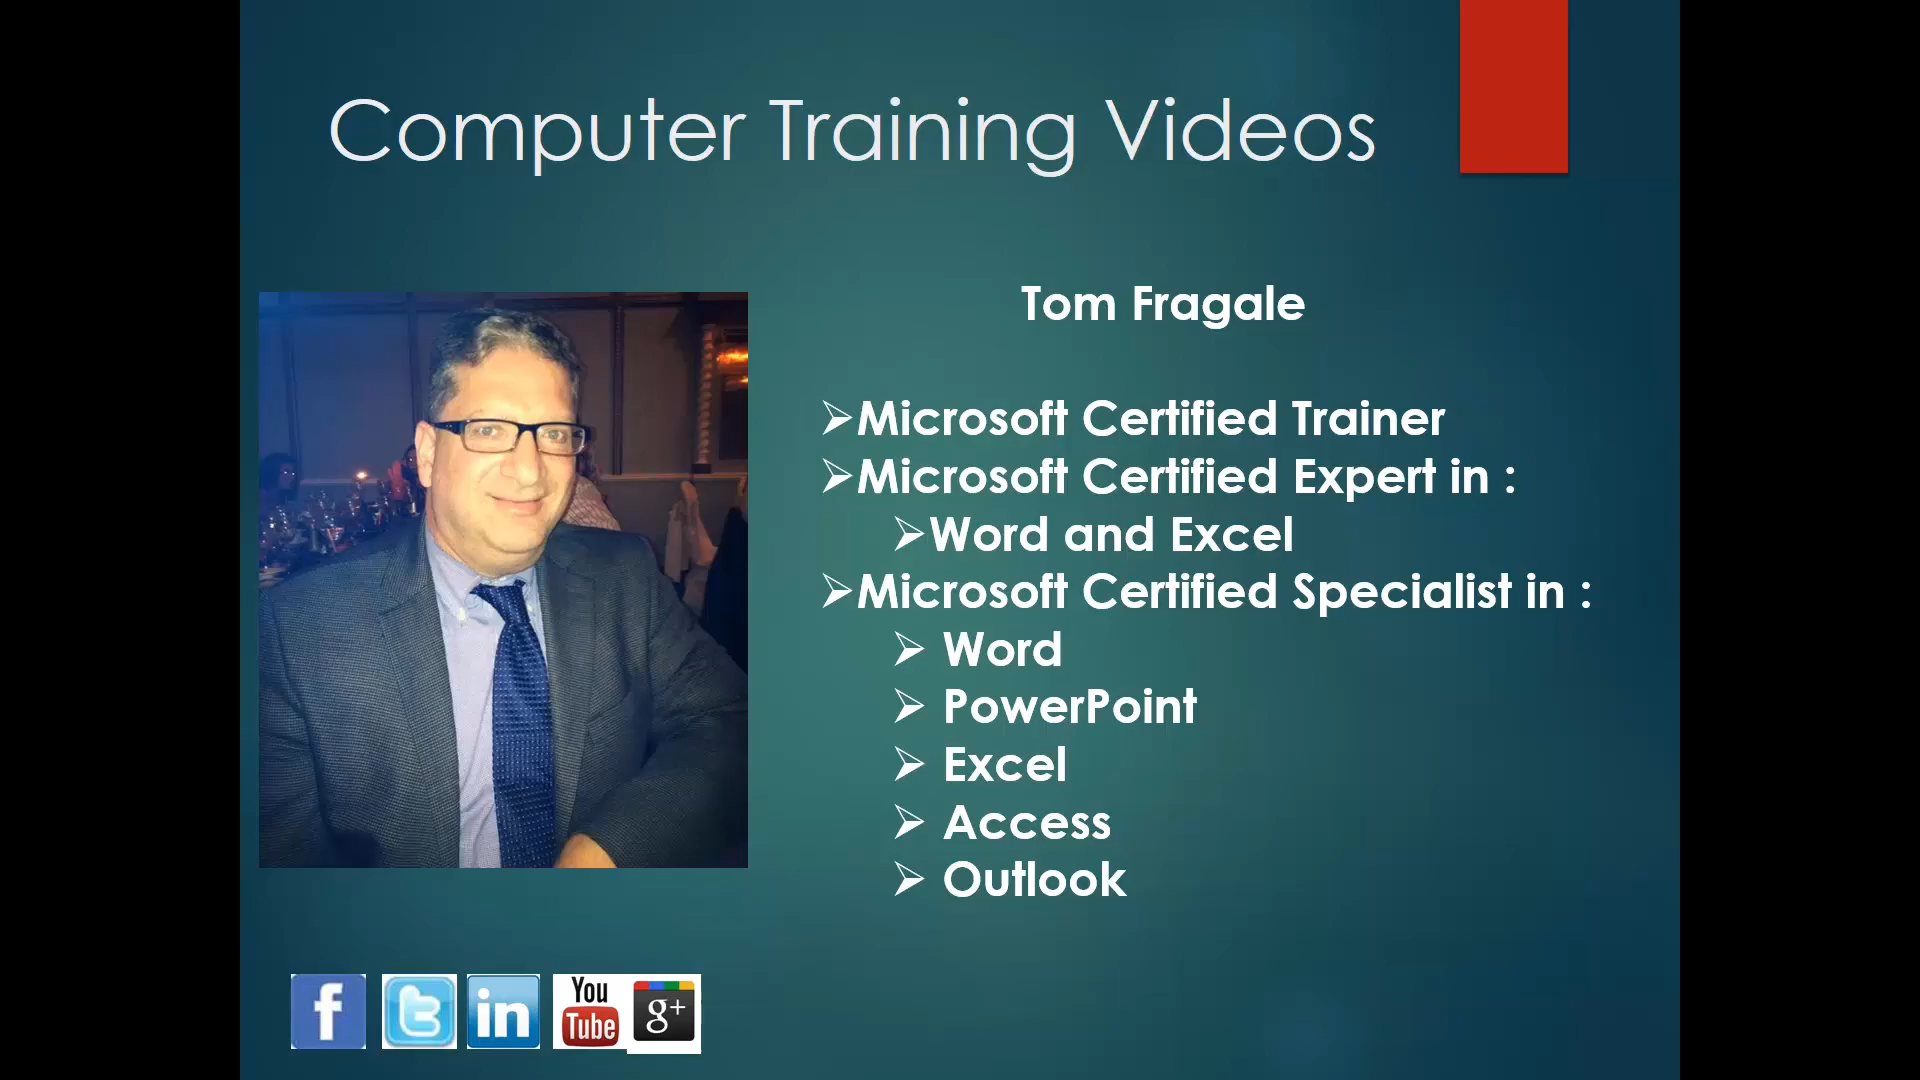 Computer Training Videos
Tom Fragale
Microsoft Certified Trainer
Microsoft Certified Expert in :
Word and Excel
Microsoft Certified Specialist in :
Word
PowerPoint
Excel
Access
Outlook
f t in You Tube g+